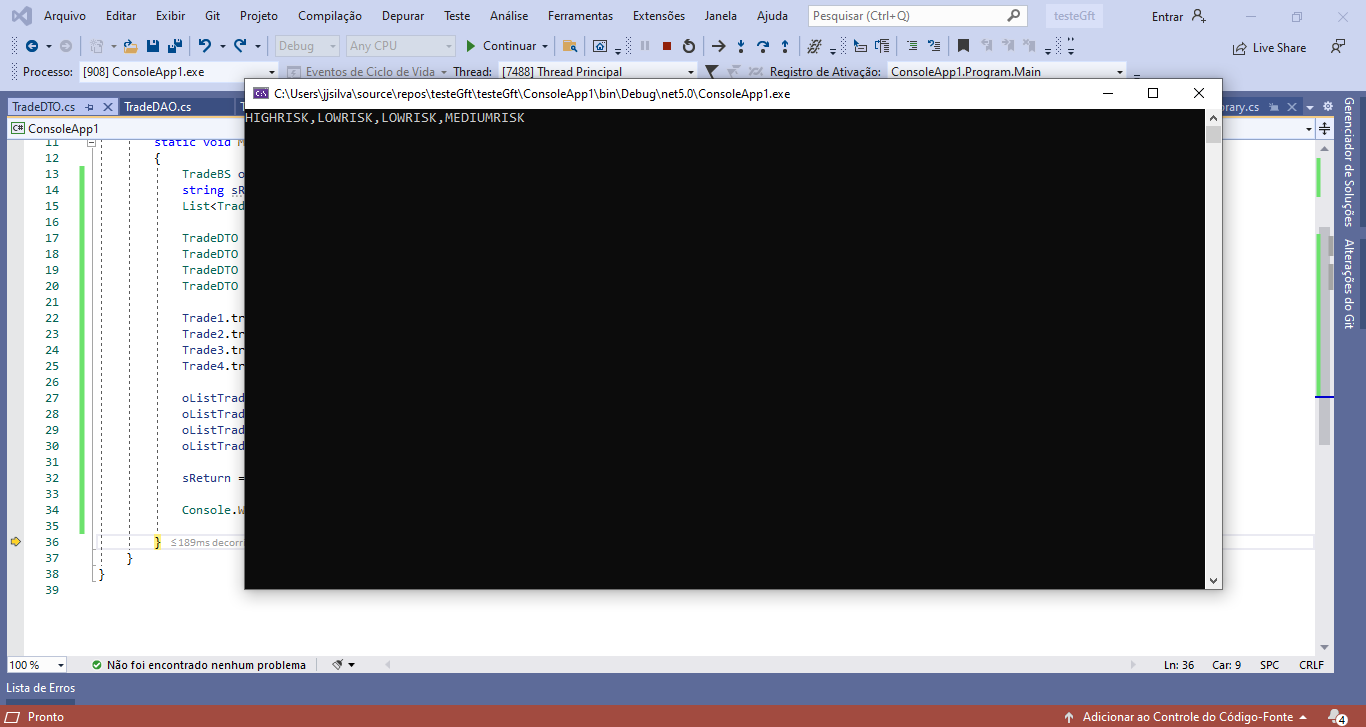 Arquivo Editar Exibir Git Projeto Compilação Depurar Teste Análise Ferramentas Extensões Janela Ajuda Pesquisar (Ctrl+Q) testeGft Entrar
Debug Any CPU Continuar Live Share
Processo: [908] ConsoleApp1.exe Eventos de Ciclo de Vida Thread: [7488] Thread Principal Registro de Ativação: ConsoleApp1.Program.Main
TradeDTO.cs TradeDAO.cs
C:\Users\jjsilva\source\repos\testeGft\testeGft\ConsoleApp1\bin\Debug\net5.0\ConsoleApp1.exe
C# ConsoleApp1
HIGHRISK,LOWRISK,LOWRISK,MEDIUMRISK
11 static void
12 {
13 TradeBS
14 string
15 List<Trad
16
17 TradeDTO
18 TradeDTO
19 TradeDTO
20 TradeDTO
21
22 Trade1.tr
23 Trade2.tr
24 Trade3.tr
25 Trade4.tr
26
27 oListTrad
28 oListTrad
29 oListTrad
30 oListTrad
31
32 sReturn =
33
34 Console.W
35
36 } ≤189ms decorr
37 }
38 }
39
Gerenciador de Soluções
Alterações do Git
100 % Não foi encontrado nenhum problema Ln: 36 Car: 9 SPC CRLF
Lista de Erros
Pronto Adicionar ao Controle do Código-Fonte 4